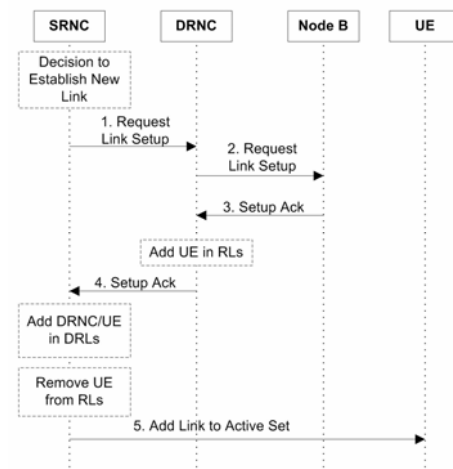 SRNC DRNC Node B UE
Decision to
Establish New
Link
1. Request
Link Setup
2. Request
Link Setup
3. Setup Ack
Add UE in RLs
4. Setup Ack
Add DRNC/UE
in DRLs
Remove UE
from RLs
5. Add Link to Active Set